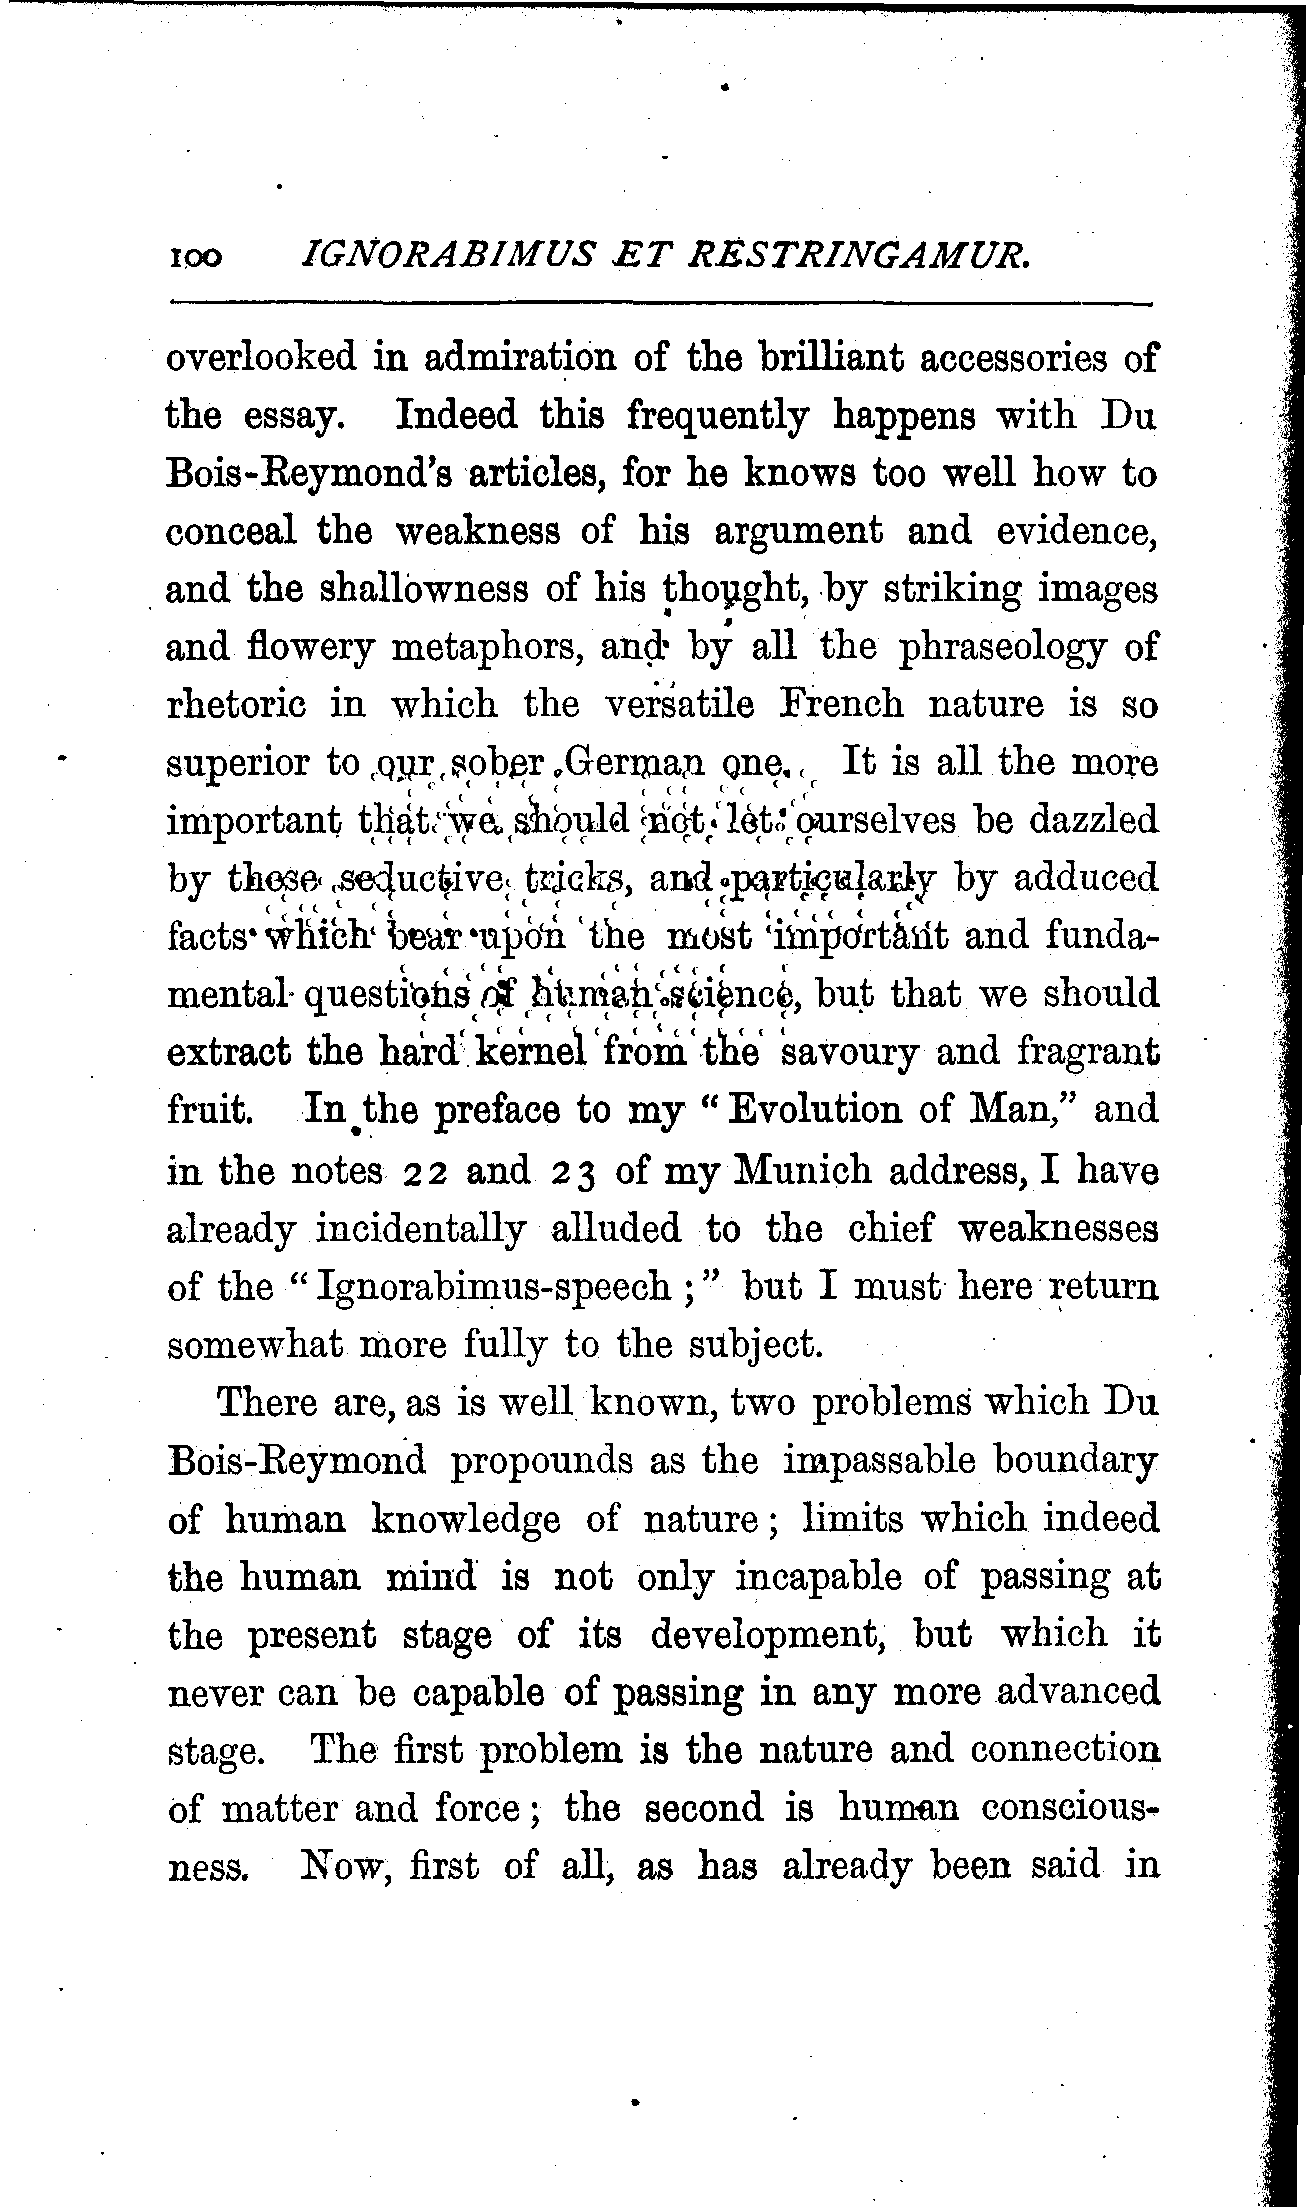 100 IGNORABIMUS ET RESTRINGAMUR.
overlooked in admiration of the brilliant accessories of
the essay. Indeed this frequently happens with Du
Bois-Reymond's articles, for he knows too well how to
conceal the weakness of his argument and evidence,
and the shallowness of his thought, by striking images
and flowery metaphors, and by all the phraseology of
rhetoric in which the versatile French nature is so
superior to our sober German one. It is all the more
important that we should not let ourselves be dazzled
by these seductive tricks, and particularly by adduced
facts which bear upon the most important and funda-
mental questions of human science, but that we should
extract the hard kernel from the savoury and fragrant
fruit. In the preface to my “Evolution of Man,” and
in the notes 22 and 23 of my Munich address, I have
already incidentally alluded to the chief weaknesses
of the “Ignorabimus-speech ;” but I must here return
somewhat more fully to the subject.
There are, as is well known, two problems which Du
Bois-Reymond propounds as the impassable boundary
of human knowledge of nature ; limits which indeed
the human mind is not only incapable of passing at
the present stage of its development, but which it
never can be capable of passing in any more advanced
stage. The first problem is the nature and connection
of matter and force ; the second is human conscious-
ness. Now, first of all, as has already been said in